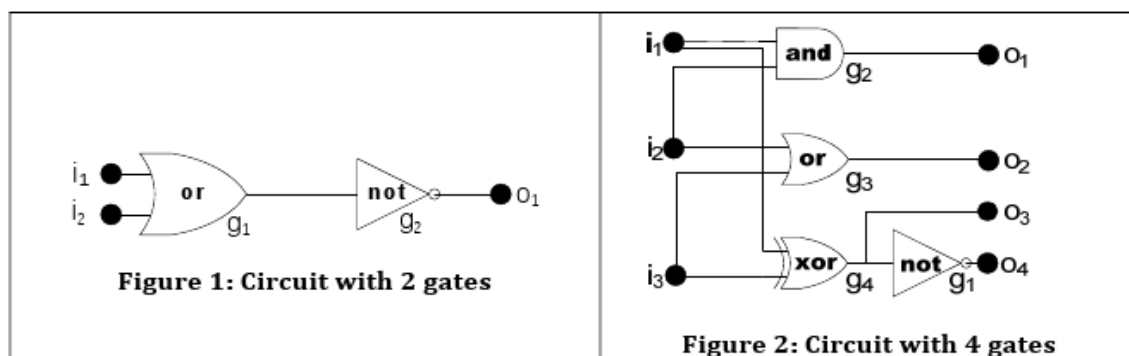 i1
i2
or
g1
not
g2
o1
Figure 1: Circuit with 2 gates
i1
and
g2
o1
i2
or
g3
o2
o3
i3
xor
g4
not
g1
o4
Figure 2: Circuit with 4 gates